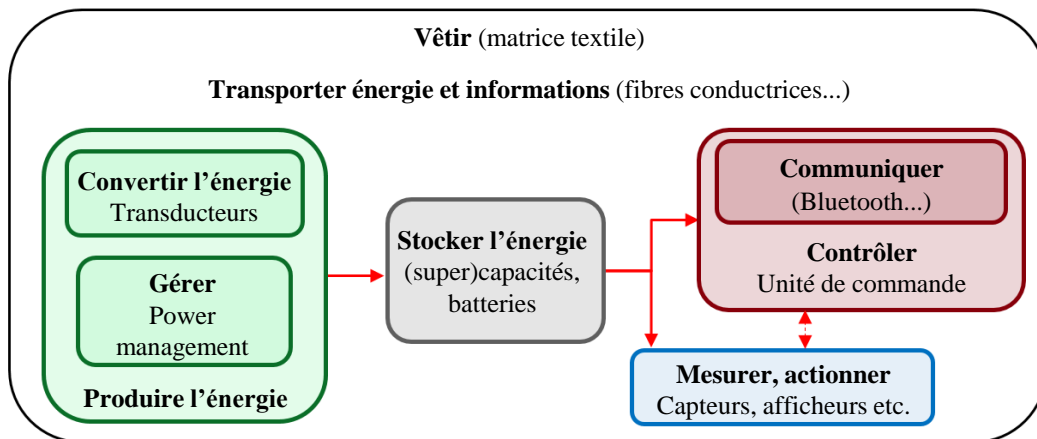 Vêtir (matrice textile)
Transporter énergie et informations (fibres conductrices...)
Convertir l’énergie
Transducteurs
Gérer
Power
management
Produire l’énergie
Stocker l’énergie
(super)capacités,
batteries
Communiquer
(Bluetooth...)
Contrôler
Unité de commande
Mesurer, actionner
Capteurs, afficheurs etc.